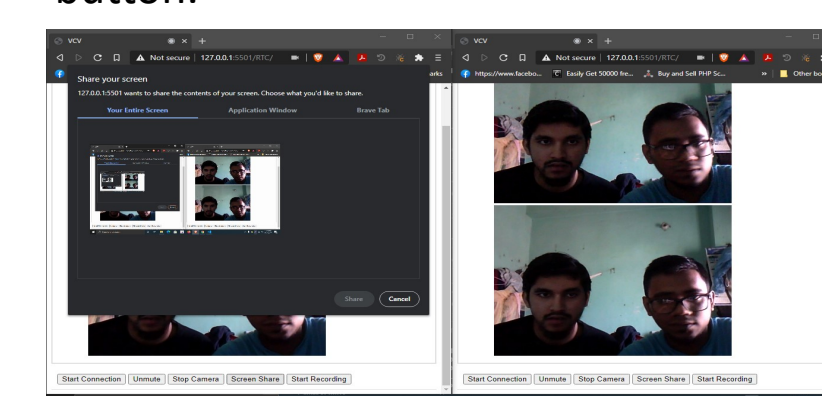 button.
VCV
Not secure | 127.0.0.1:5501/RTC/
arks
Share your screen
127.0.0.1:5501 wants to share the contents of your screen. Choose what you'd like to share.
Your Entire Screen Application Window Brave Tab
Share Cancel
Start Connection Unmute Stop Camera Screen Share Start Recording
VCV
Not secure | 127.0.0.1:5501/RTC/
https://www.facebo... Easily Get 50000 fre... Buy and Sell PHP Sc... » Other bo
Start Connection Unmute Stop Camera Screen Share Start Recording